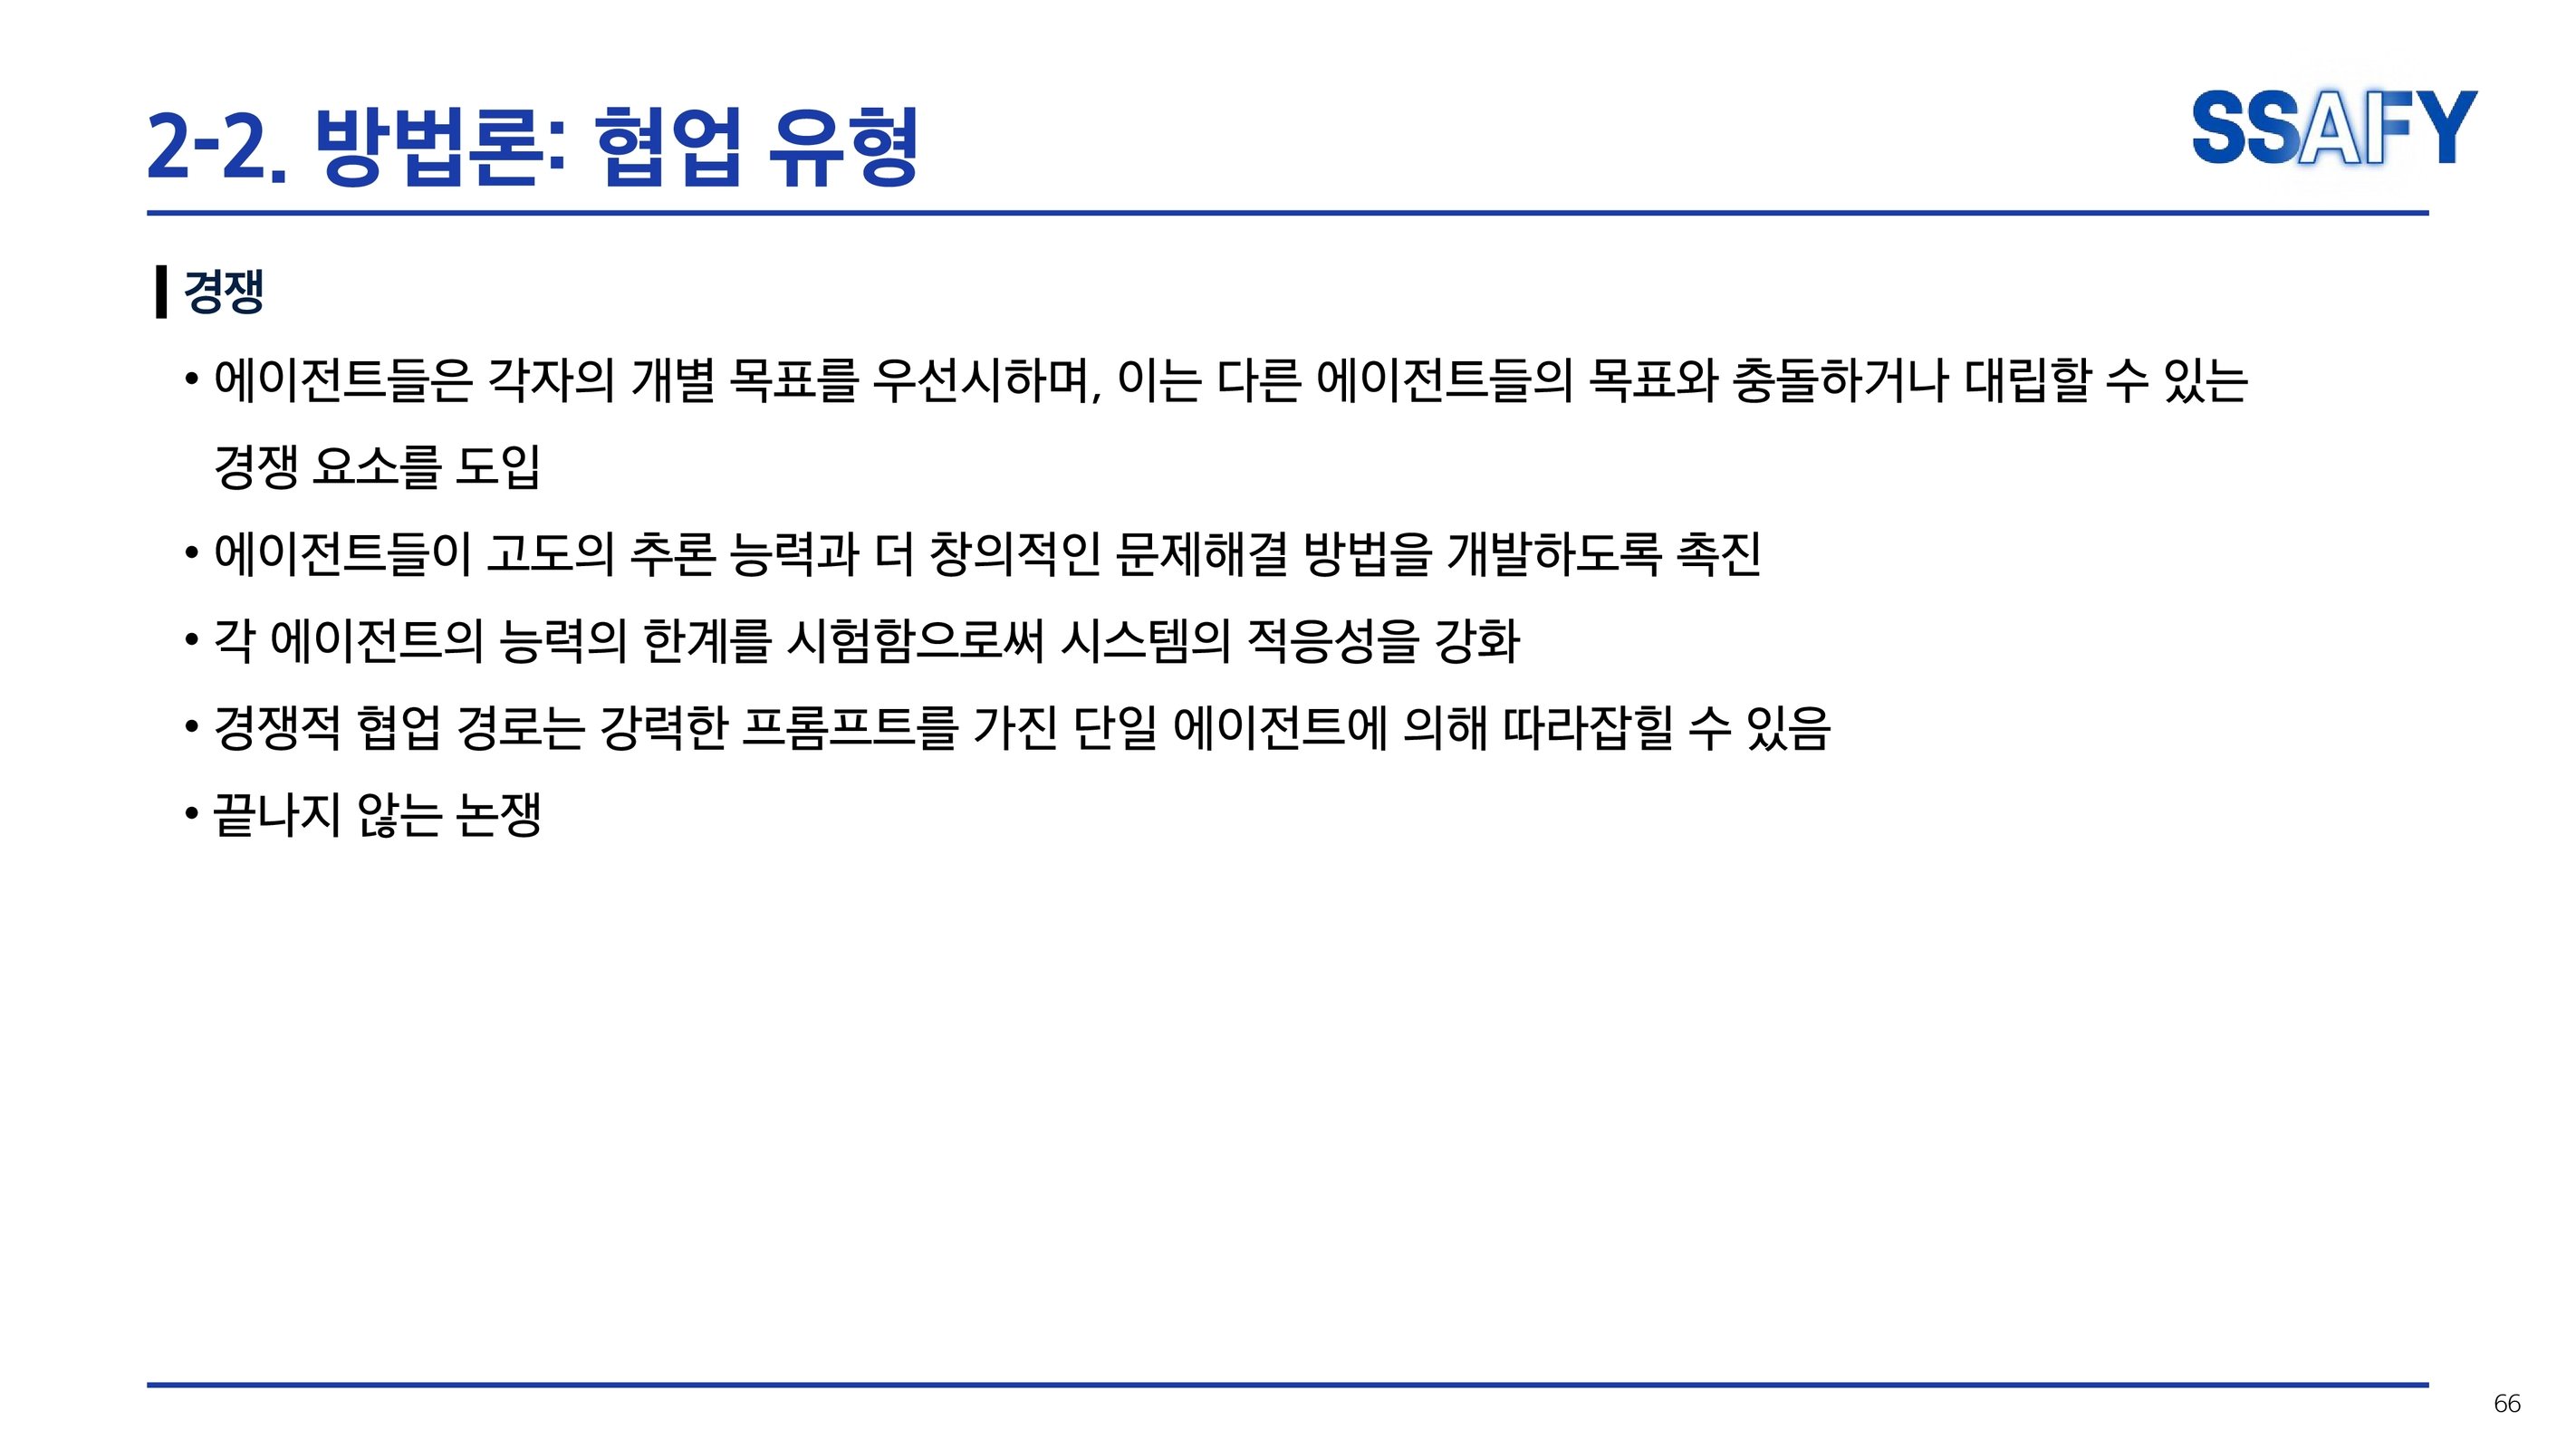 2-2. 방법론: 협업 유형
SSAFY
경쟁
• 에이전트들은 각자의 개별 목표를 우선시하며, 이는 다른 에이전트들의 목표와 충돌하거나 대립할 수 있는
경쟁 요소를 도입
• 에이전트들이 고도의 추론 능력과 더 창의적인 문제해결 방법을 개발하도록 촉진
• 각 에이전트의 능력의 한계를 시험함으로써 시스템의 적응성을 강화
• 경쟁적 협업 경로는 강력한 프롬프트를 가진 단일 에이전트에 의해 따라잡힐 수 있음
• 끝나지 않는 논쟁
66